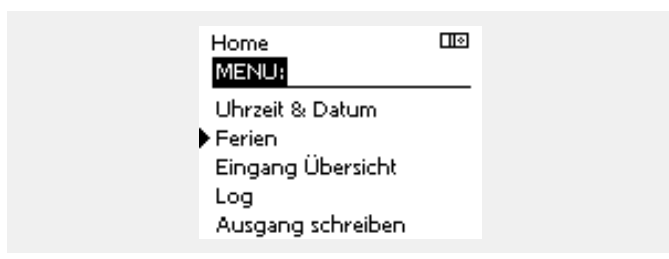 Home
MENU:
Uhrzeit & Datum
Ferien
Eingang Übersicht
Log
Ausgang schreiben